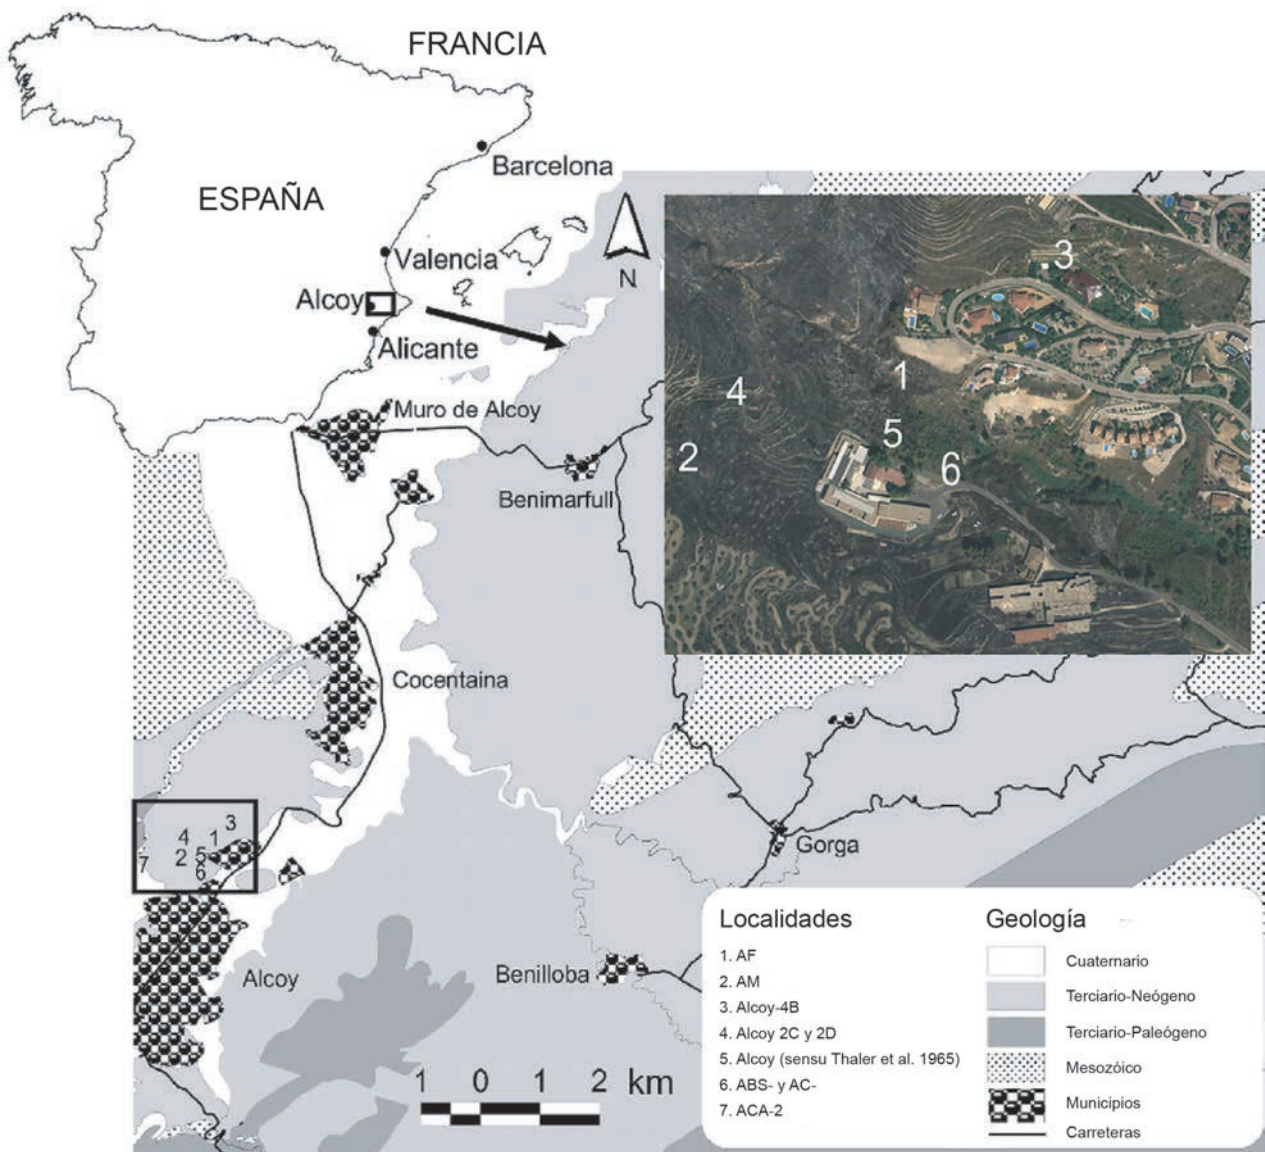 FRANCIA
Barcelona
ESPAÑA
Valencia
Alcoy
Alicante
N
3
1
4
5
2
6
Muro de Alcoy
Benimarfull
Cocentaina
3
4 1
7 2 5
6
Gorga
Alcoy
Benilloba
1 0 1 2 km
Localidades
1. AF
2. AM
3. Alcoy-4B
4. Alcoy 2C y 2D
5. Alcoy (sensu Thaler et al. 1965)
6. ABS- y AC-
7. ACA-2
Geología
Cuaternario
Terciario-Neógeno
Terciario-Paleógeno
Mesozóico
Municipios
Carreteras